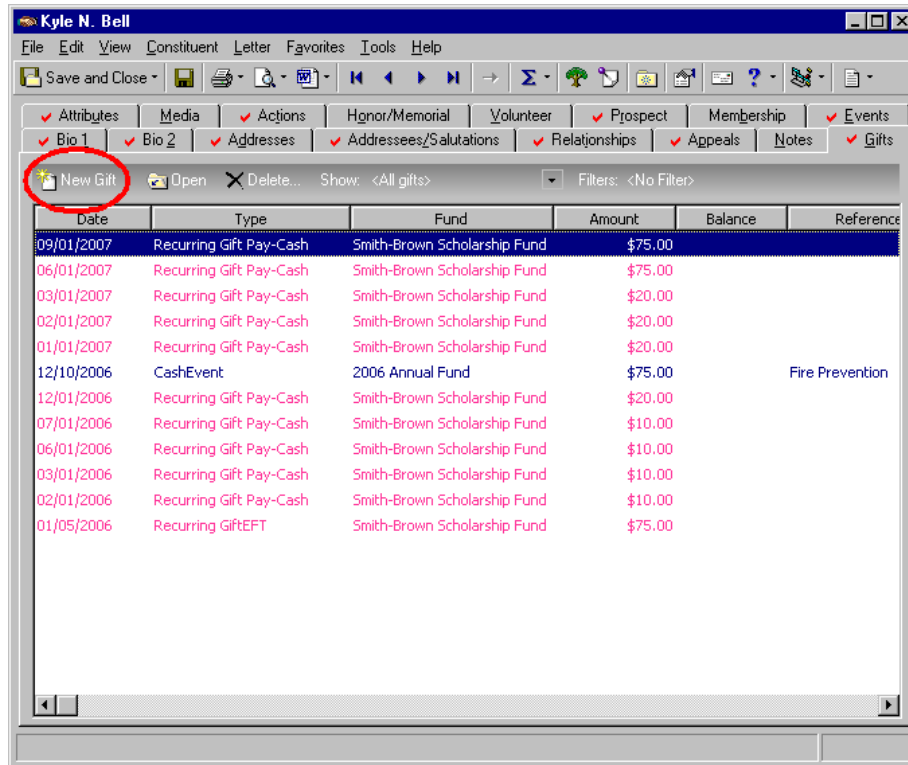 Kyle N. Bell
File Edit View Constituent Letter Favorites Tools Help
Save and Close
Attributes Media Actions Honor/Memorial Volunteer Prospect Membership Events
Bio 1 Bio 2 Addresses Addressees/Salutations Relationships Appeals Notes Gifts
New Gift Open Delete... Show: <All gifts> Filters: <No Filter>
Date Type Fund Amount Balance Reference
09/01/2007 Recurring Gift Pay-Cash Smith-Brown Scholarship Fund $75.00
06/01/2007 Recurring Gift Pay-Cash Smith-Brown Scholarship Fund $75.00
03/01/2007 Recurring Gift Pay-Cash Smith-Brown Scholarship Fund $20.00
02/01/2007 Recurring Gift Pay-Cash Smith-Brown Scholarship Fund $20.00
01/01/2007 Recurring Gift Pay-Cash Smith-Brown Scholarship Fund $20.00
12/10/2006 CashEvent 2006 Annual Fund $75.00 Fire Prevention
12/01/2006 Recurring Gift Pay-Cash Smith-Brown Scholarship Fund $20.00
07/01/2006 Recurring Gift Pay-Cash Smith-Brown Scholarship Fund $10.00
06/01/2006 Recurring Gift Pay-Cash Smith-Brown Scholarship Fund $10.00
03/01/2006 Recurring Gift Pay-Cash Smith-Brown Scholarship Fund $10.00
02/01/2006 Recurring Gift Pay-Cash Smith-Brown Scholarship Fund $10.00
01/05/2006 Recurring GiftEFT Smith-Brown Scholarship Fund $75.00